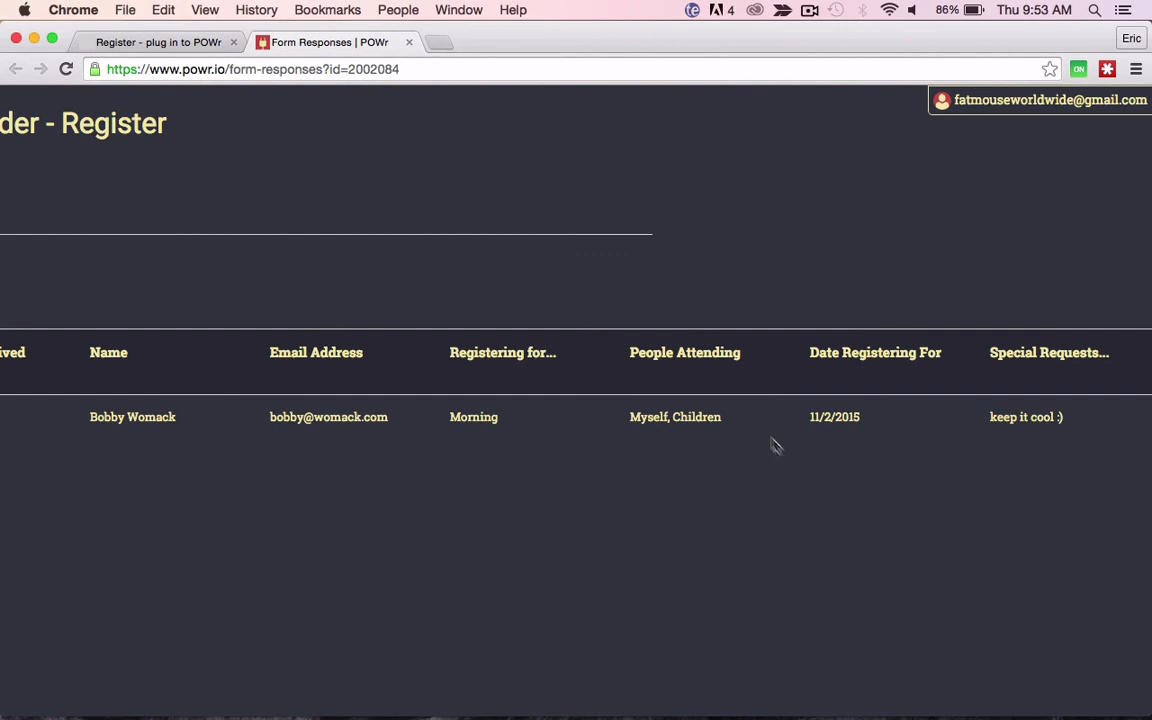 Chrome File Edit View History Bookmarks People Window Help 4 86% Thu 9:53 AM
Register - plug in to POWr Form Responses | POWr Eric
https://www.powr.io/form-responses?id=2002084 ON
fatmouseworldwide@gmail.com
der - Register
ived Name Email Address Registering for... People Attending Date Registering For Special Requests...
Bobby Womack bobby@womack.com Morning Myself, Children 11/2/2015 keep it cool :)